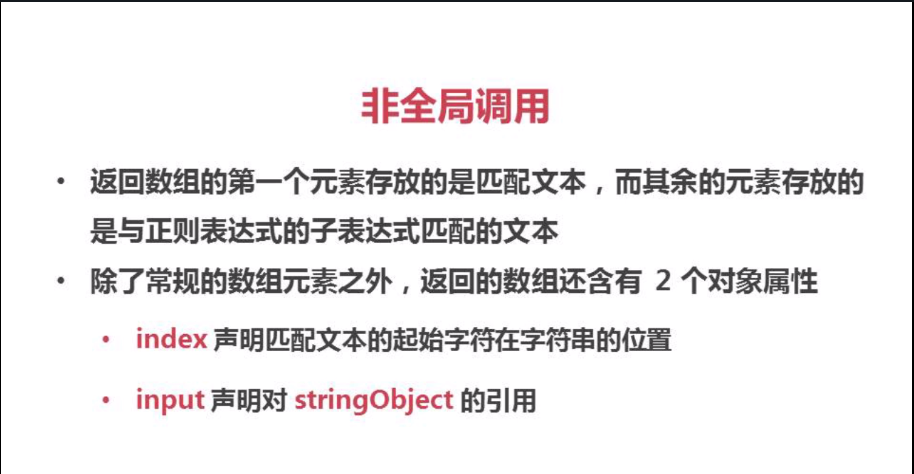 非全局调用
• 返回数组的第一个元素存放的是匹配文本，而其余的元素存放的
是与正则表达式的子表达式匹配的文本
• 除了常规的数组元素之外，返回的数组还含有 2 个对象属性
• index 声明匹配文本的起始字符在字符串的位置
• input 声明对 stringObject 的引用